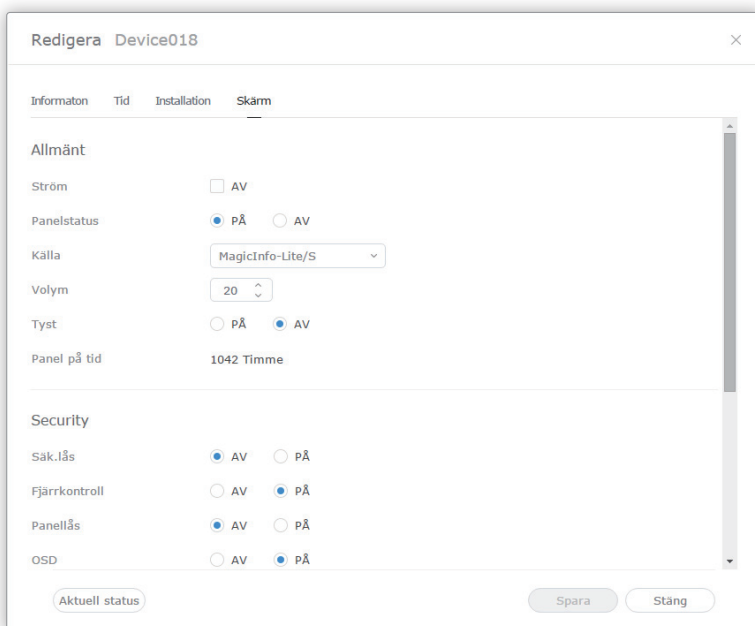 Redigera Device018
Informaton Tid Installation Skärm
Allmänt
Ström AV
Panelstatus PÅ AV
Källa MagicInfo-Lite/S
Volym 20
Tyst PÅ AV
Panel på tid 1042 Timme
Security
Säk.lås AV PÅ
Fjärrkontroll AV PÅ
Panellås AV PÅ
OSD AV PÅ
Aktuell status Spara Stäng